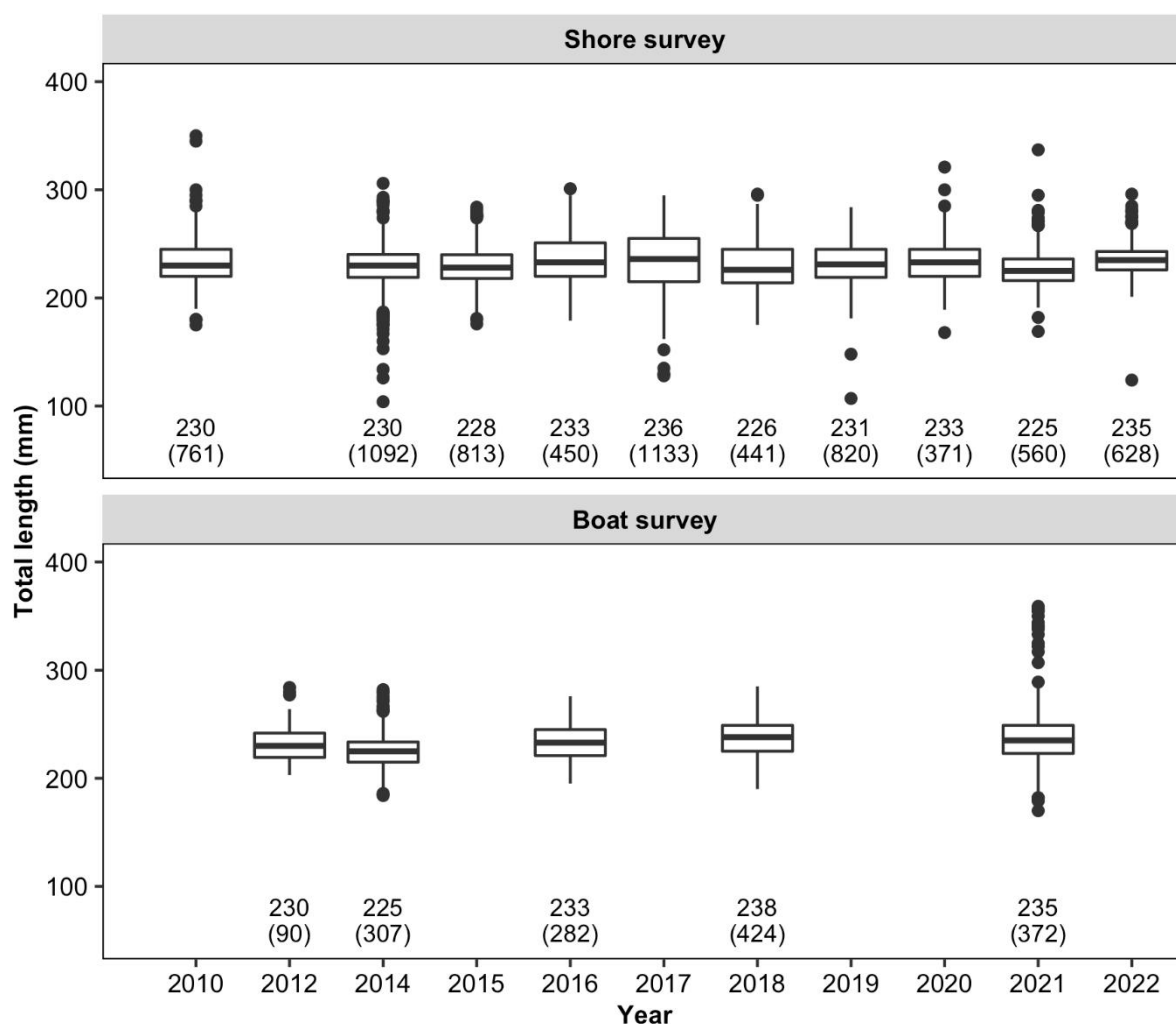 Shore survey
400
300
200
100
230 230 228 233 236 226 231 233 225 235
(761) (1092) (813) (450) (1133) (441) (820) (371) (560) (628)
Total length (mm)
Boat survey
400
300
200
100
230 225 233 238 235
(90) (307) (282) (424) (372)
2010 2012 2014 2015 2016 2017 2018 2019 2020 2021 2022
Year